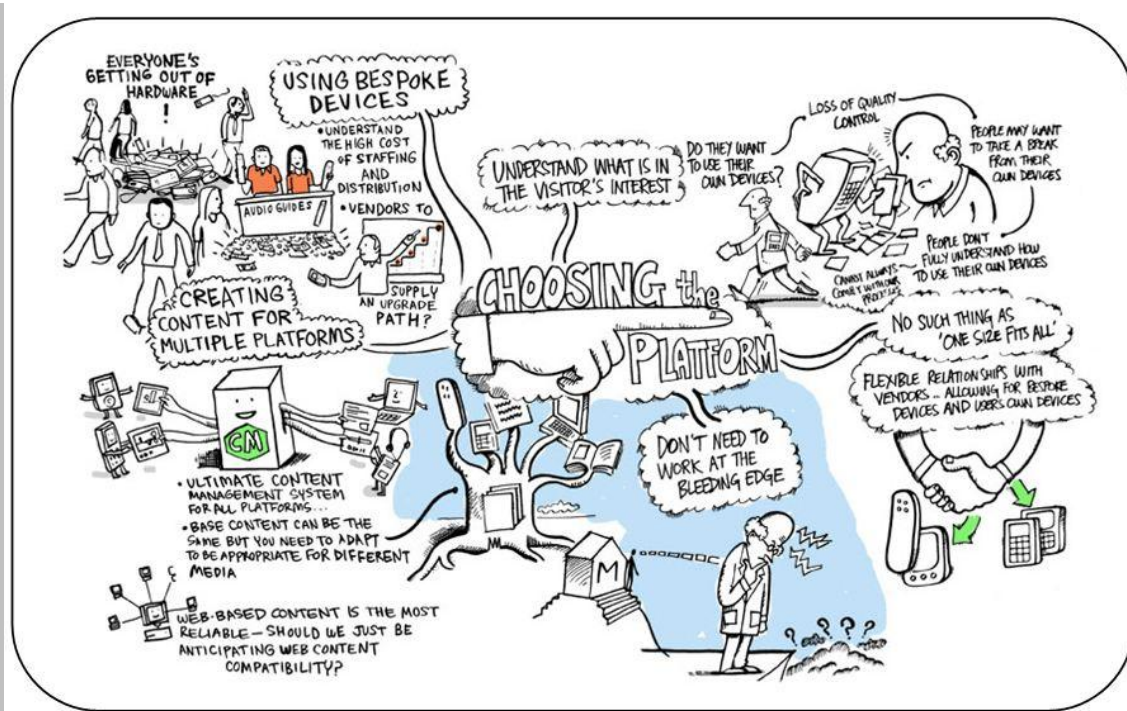 EVERYONE'S
GETTING OUT OF
HARDWARE
!
USING BESPOKE
DEVICES
• UNDERSTAND
THE HIGH COST
OF STAFFING
AND
DISTRIBUTION
• VENDORS TO
SUPPLY
AN UPGRADE
PATH?
AUDIO GUIDES
UNDERSTAND WHAT IS IN
THE VISITOR'S INTEREST
DO THEY WANT
TO USE THEIR
OWN DEVICES?
LOSS OF QUALITY
CONTROL
PEOPLE MAY WANT
TO TAKE A BREAK
FROM THEIR
OWN DEVICES
PEOPLE DON'T
FULLY UNDERSTAND HOW
TO USE THEIR OWN DEVICES
CANNOT ALWAYS
COMPLY WITH OUR
CHOOSING the
PLATFORM
CREATING
CONTENT FOR
MULTIPLE PLATFORMS
CM
• ULTIMATE CONTENT
MANAGEMENT SYSTEM
FOR ALL PLATFORMS...
• BASE CONTENT CAN BE THE
SAME BUT YOU NEED TO ADAPT
TO BE APPROPRIATE FOR DIFFERENT
MEDIA
WEB-BASED CONTENT IS THE MOST
RELIABLE – SHOULD WE JUST BE
ANTICIPATING WEB CONTENT
COMPATIBILITY?
NO SUCH THING AS
'ONE SIZE FITS ALL'
FLEXIBLE RELATIONSHIPS WITH
VENDORS... ALLOWING FOR BESPOKE
DEVICES AND USERS OWN DEVICES
DON'T NEED TO
WORK AT THE
BLEEDING EDGE
M
? ? ? ?